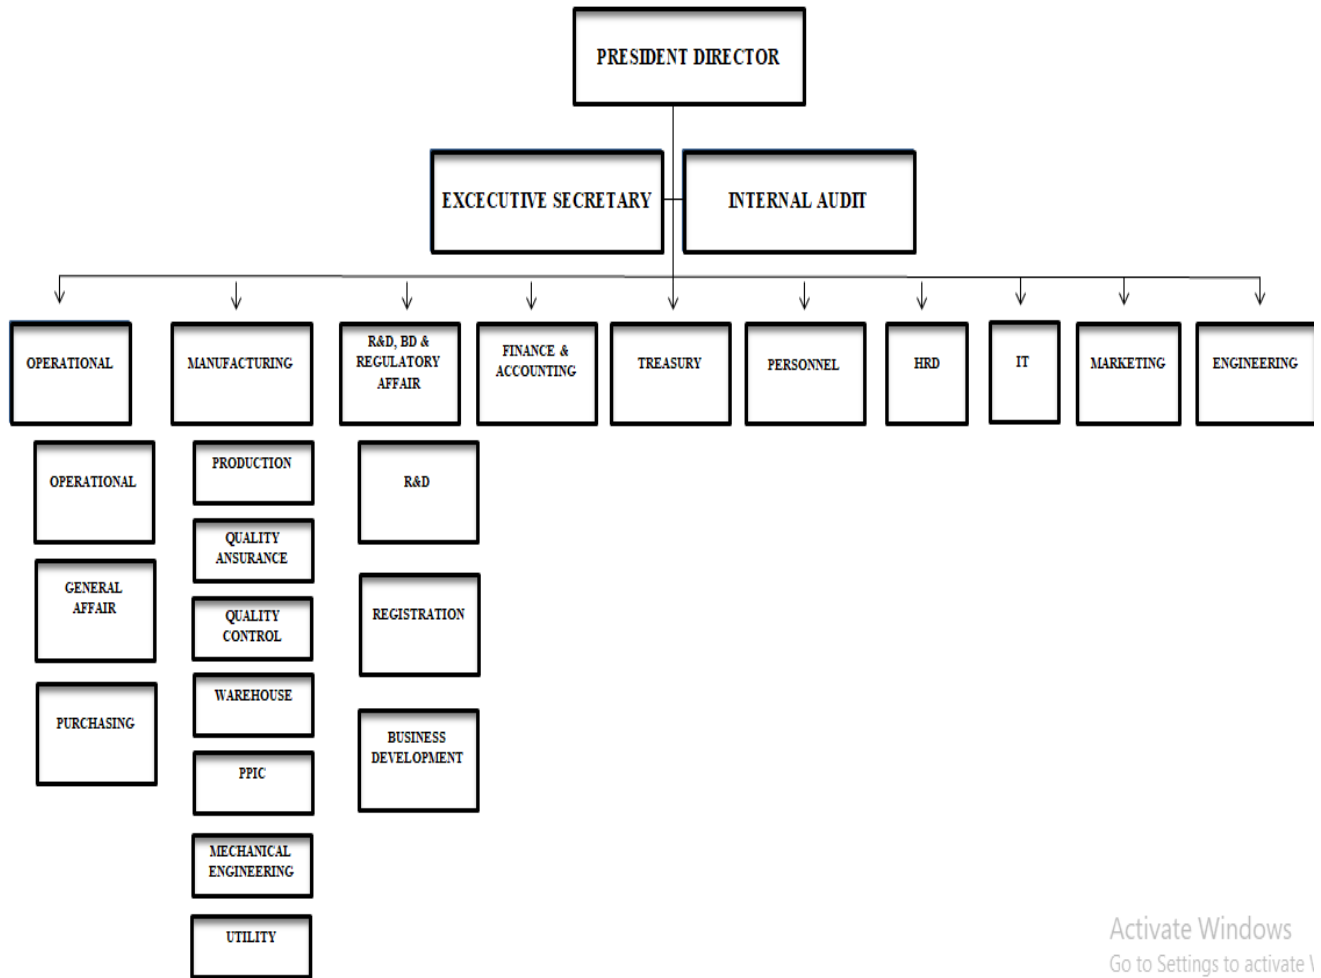 PRESIDENT DIRECTOR
EXCECUTIVE SECRETARY
INTERNAL AUDIT
OPERATIONAL
MANUFACTURING
R&D, BD &
REGULATORY
AFFAIR
FINANCE &
ACCOUNTING
TREASURY
PERSONNEL
HRD
IT
MARKETING
ENGINEERING
OPERATIONAL
GENERAL
AFFAIR
PURCHASING
PRODUCTION
QUALITY
ANSURANCE
QUALITY
CONTROL
WAREHOUSE
PPIC
MECHANICAL
ENGINEERING
UTILITY
R&D
REGISTRATION
BUSINESS
DEVELOPMENT
Activate Windows
Go to Settings to activate